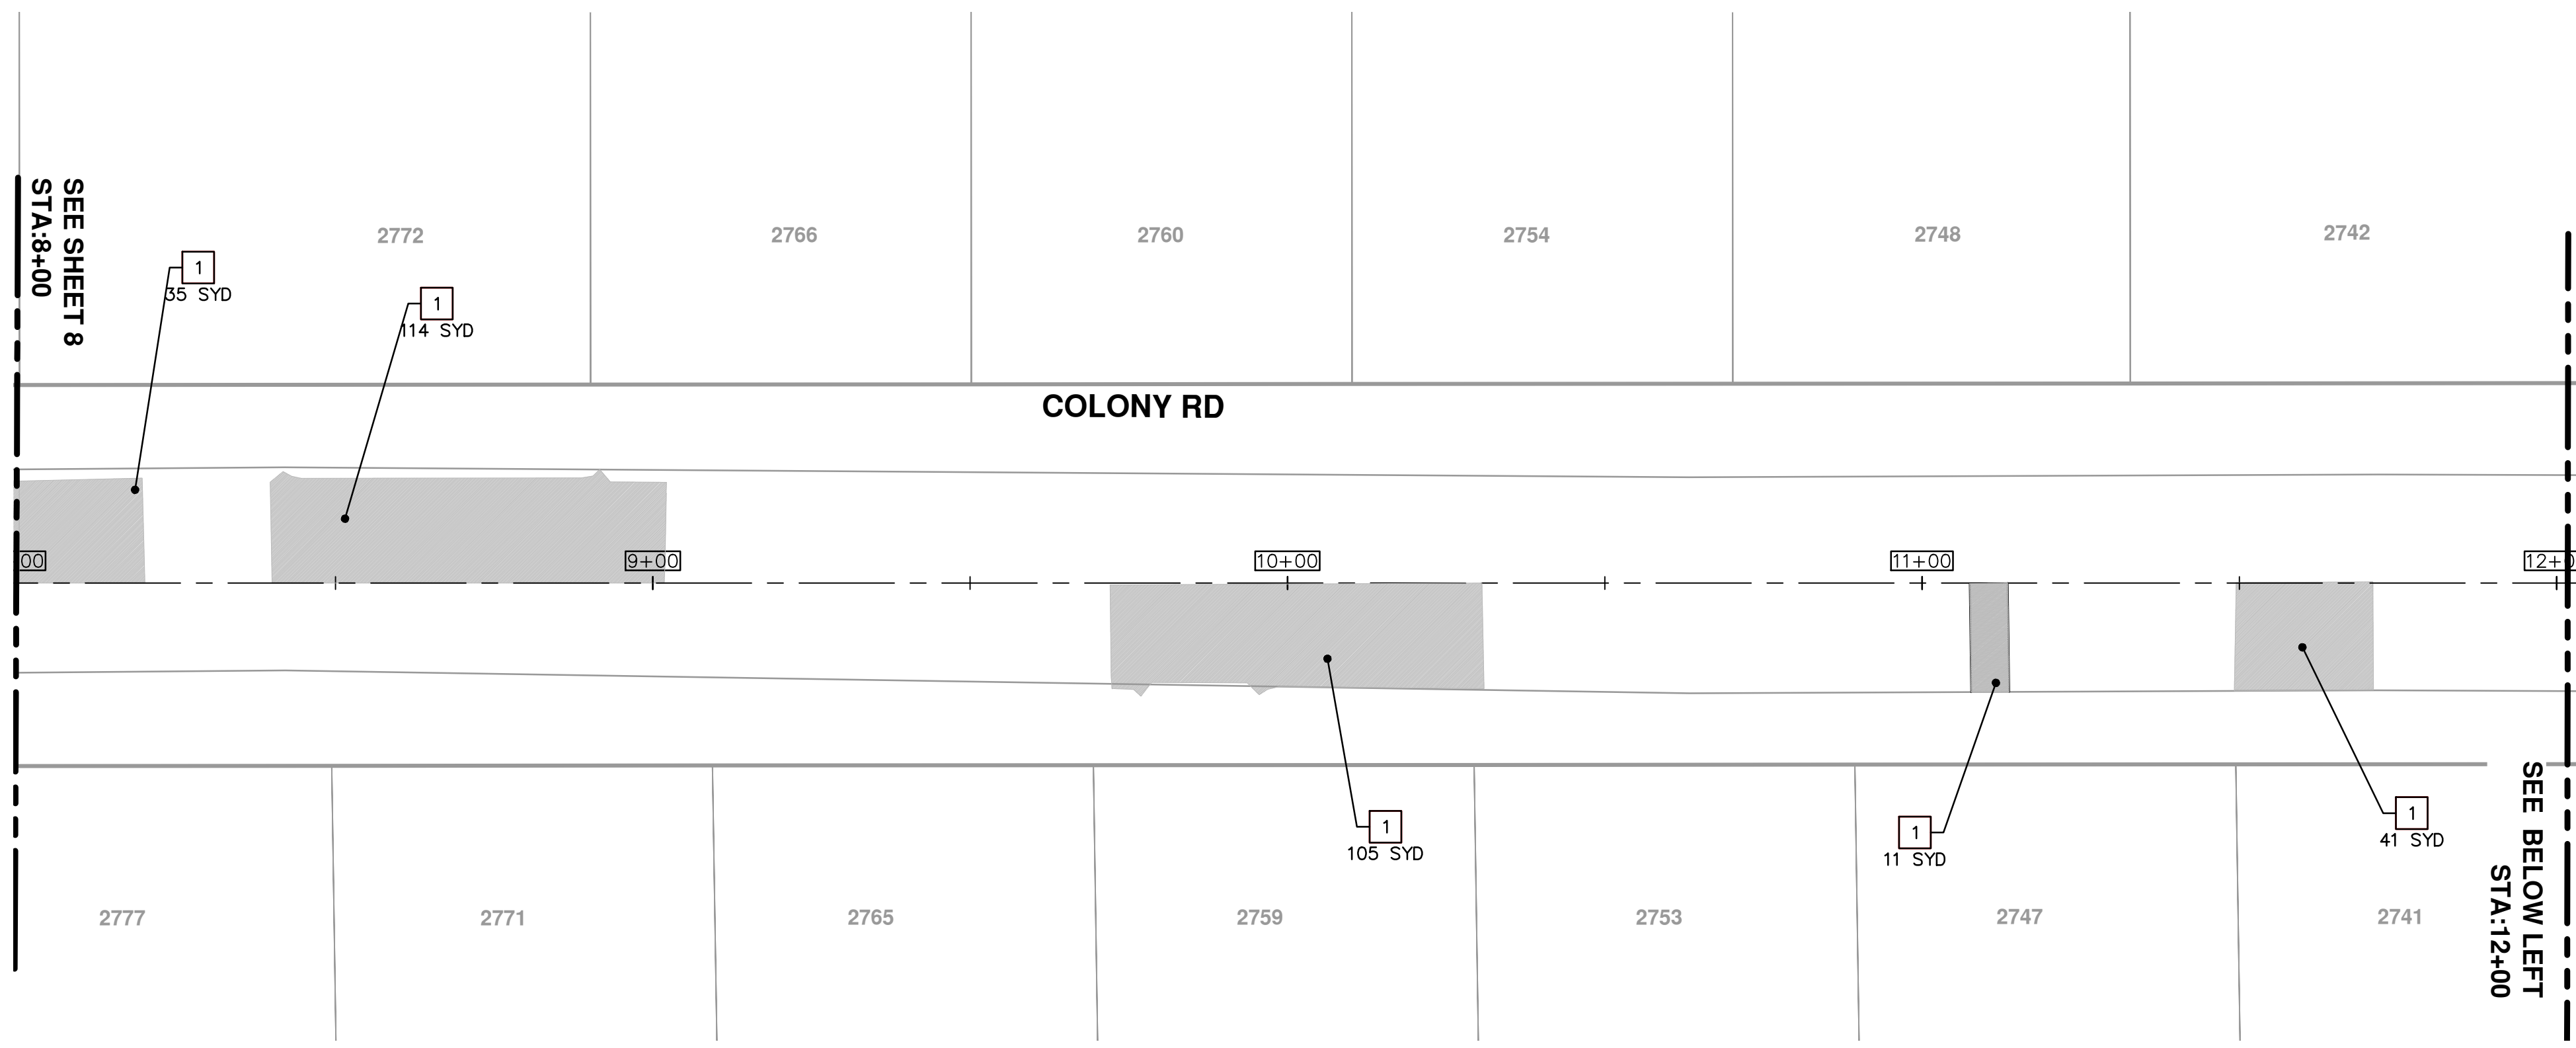 SEE SHEET 8
STA:8+00
2772
2766
2760
2754
2748
2742
1
35 SYD
1
114 SYD
COLONY RD
00
9+00
10+00
11+00
12+0
1
105 SYD
1
11 SYD
1
41 SYD
SEE BELOW LEFT
STA:12+00
2777
2771
2765
2759
2753
2747
2741